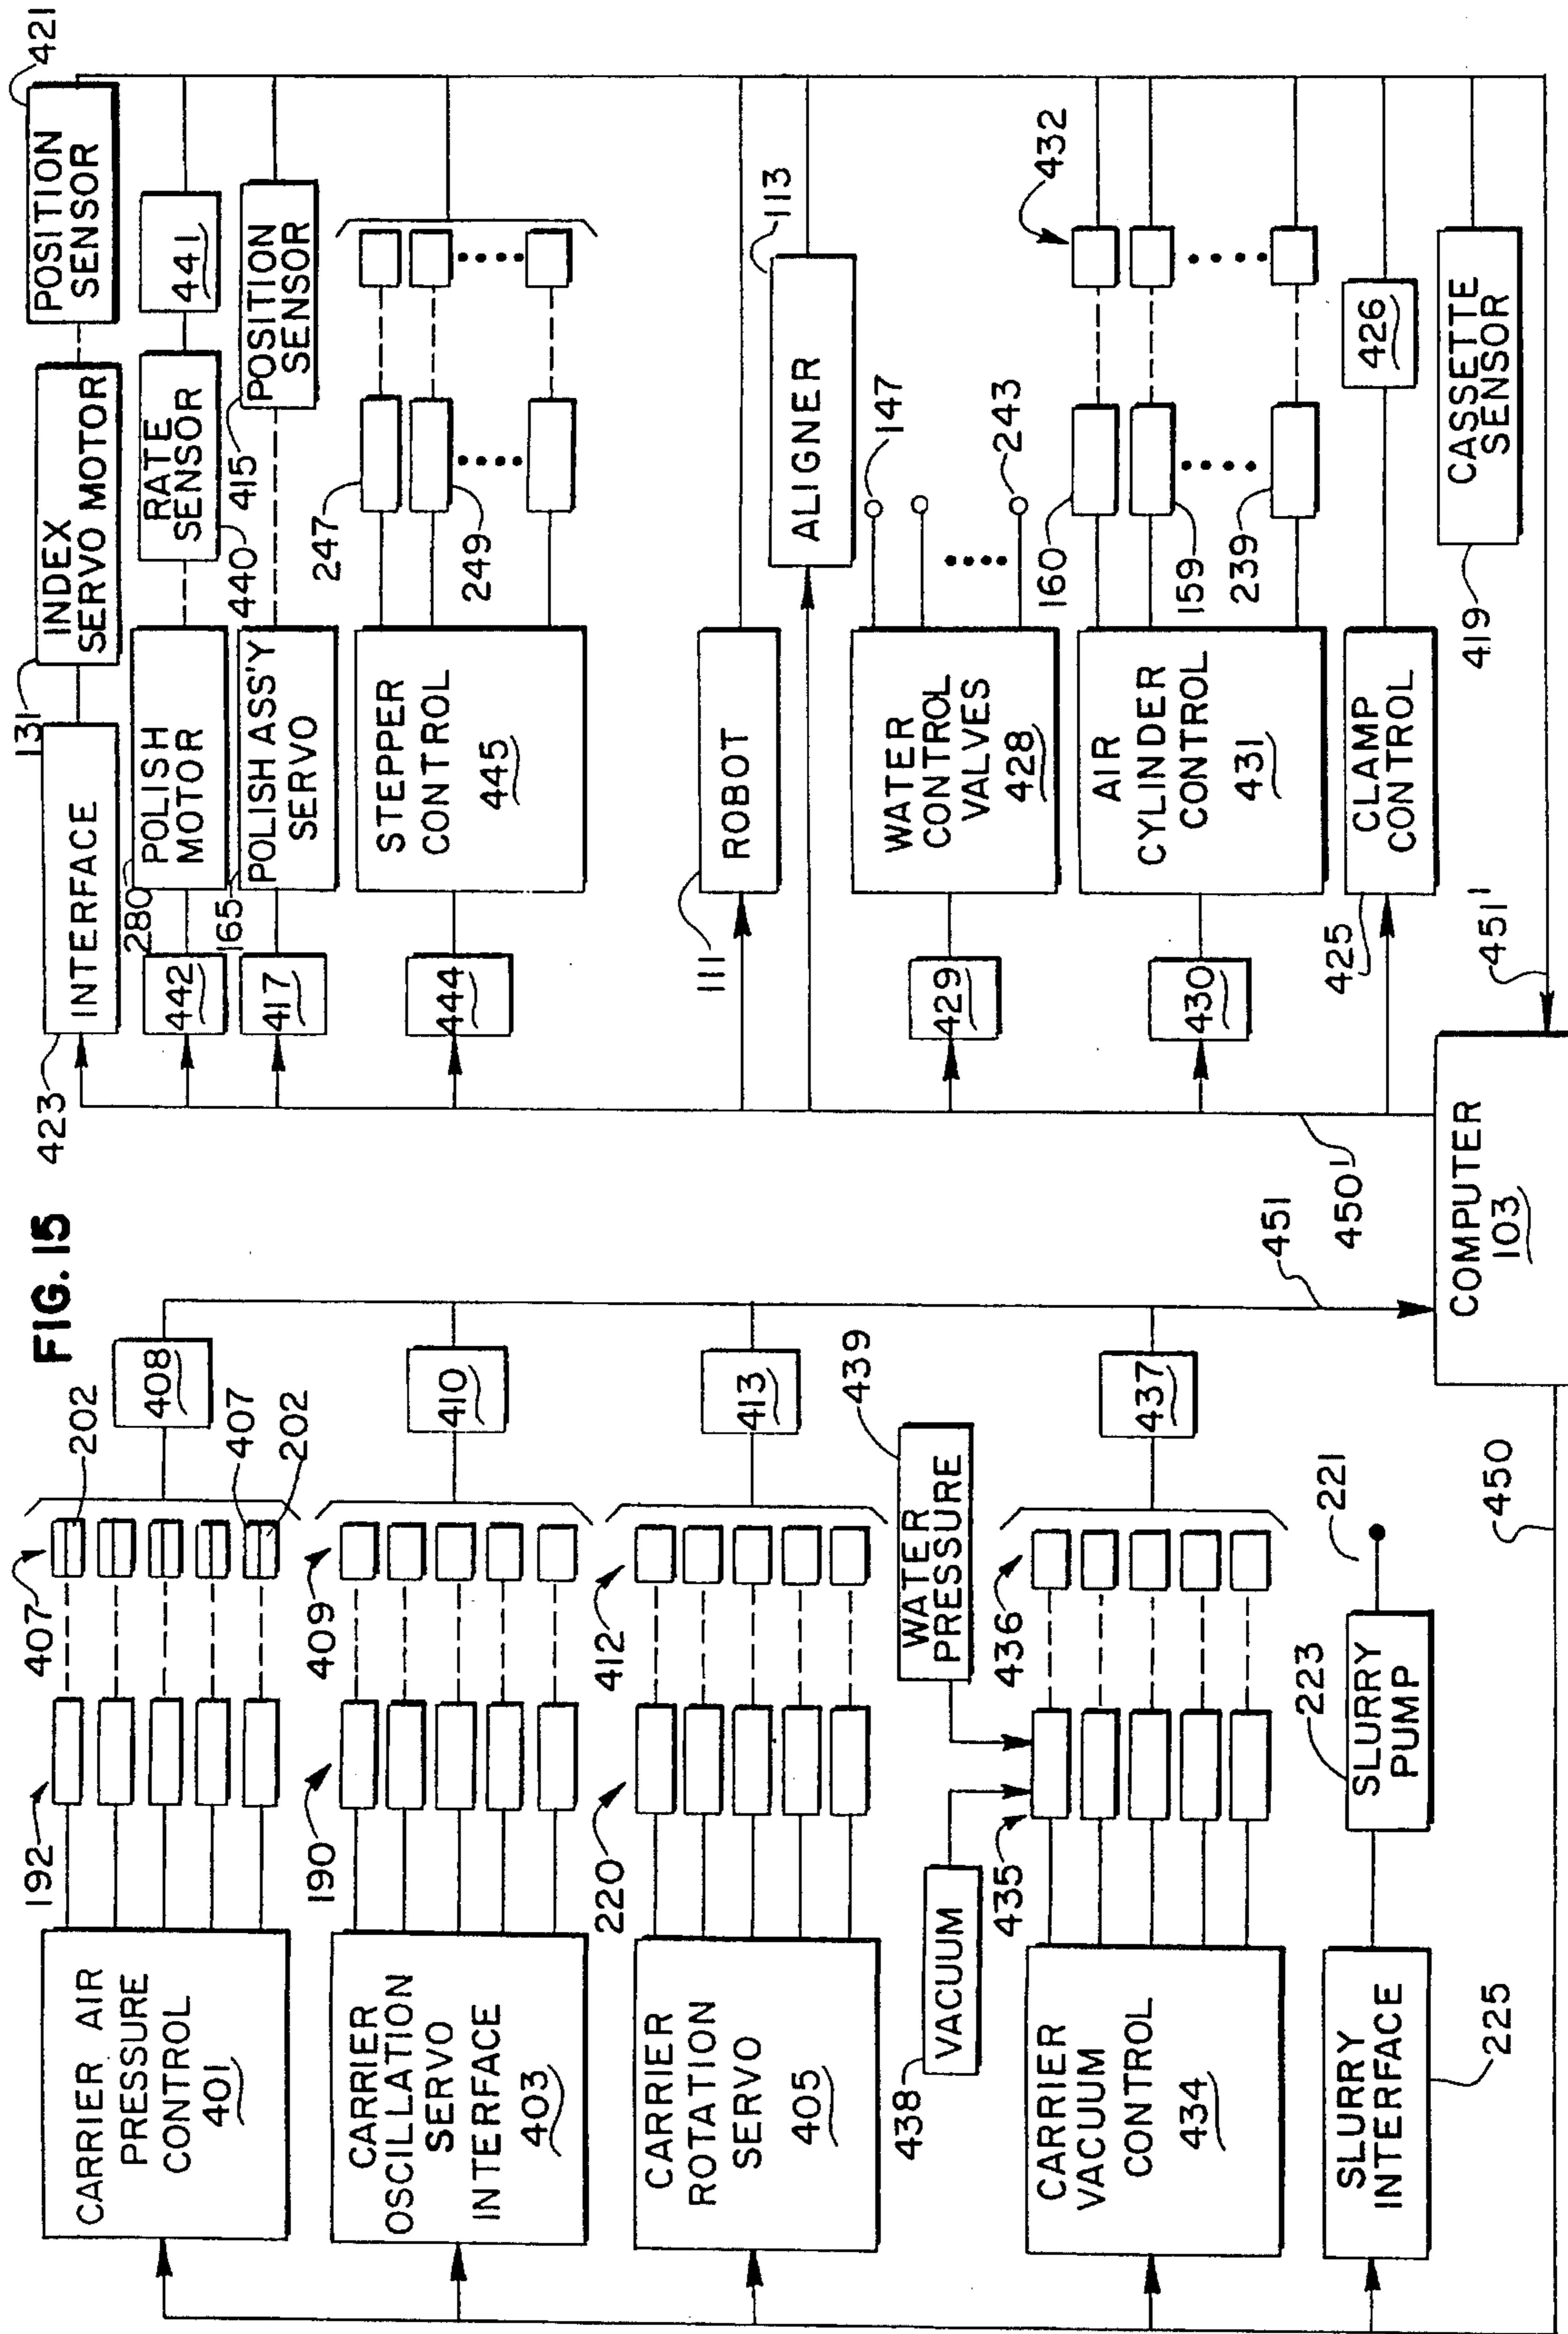 FIG. 15
192
407
202
407
202
408
CARRIER AIR
PRESSURE
CONTROL
401
190
409
410
CARRIER
OSCILLATION
SERVO
INTERFACE
403
220
412
413
CARRIER
ROTATION
SERVO
405
438
VACUUM
WATER
PRESSURE
439
435
436
437
CARRIER
VACUUM
CONTROL
434
SLURRY
INTERFACE
225
SLURRY
PUMP
223
221
450
451
COMPUTER
103
450'
451'
423
INTERFACE
131
INDEX
SERVO MOTOR
POSITION
SENSOR
421
442
280
POLISH
MOTOR
RATE
SENSOR
440
441
417
165
POLISH ASS'Y
SERVO
415
POSITION
SENSOR
444
STEPPER
CONTROL
445
247
249
111
ROBOT
ALIGNER
113
429
WATER
CONTROL
VALVES
428
147
243
430
AIR
CYLINDER
CONTROL
431
160
159
239
432
425
CLAMP
CONTROL
426
419
CASSETTE
SENSOR